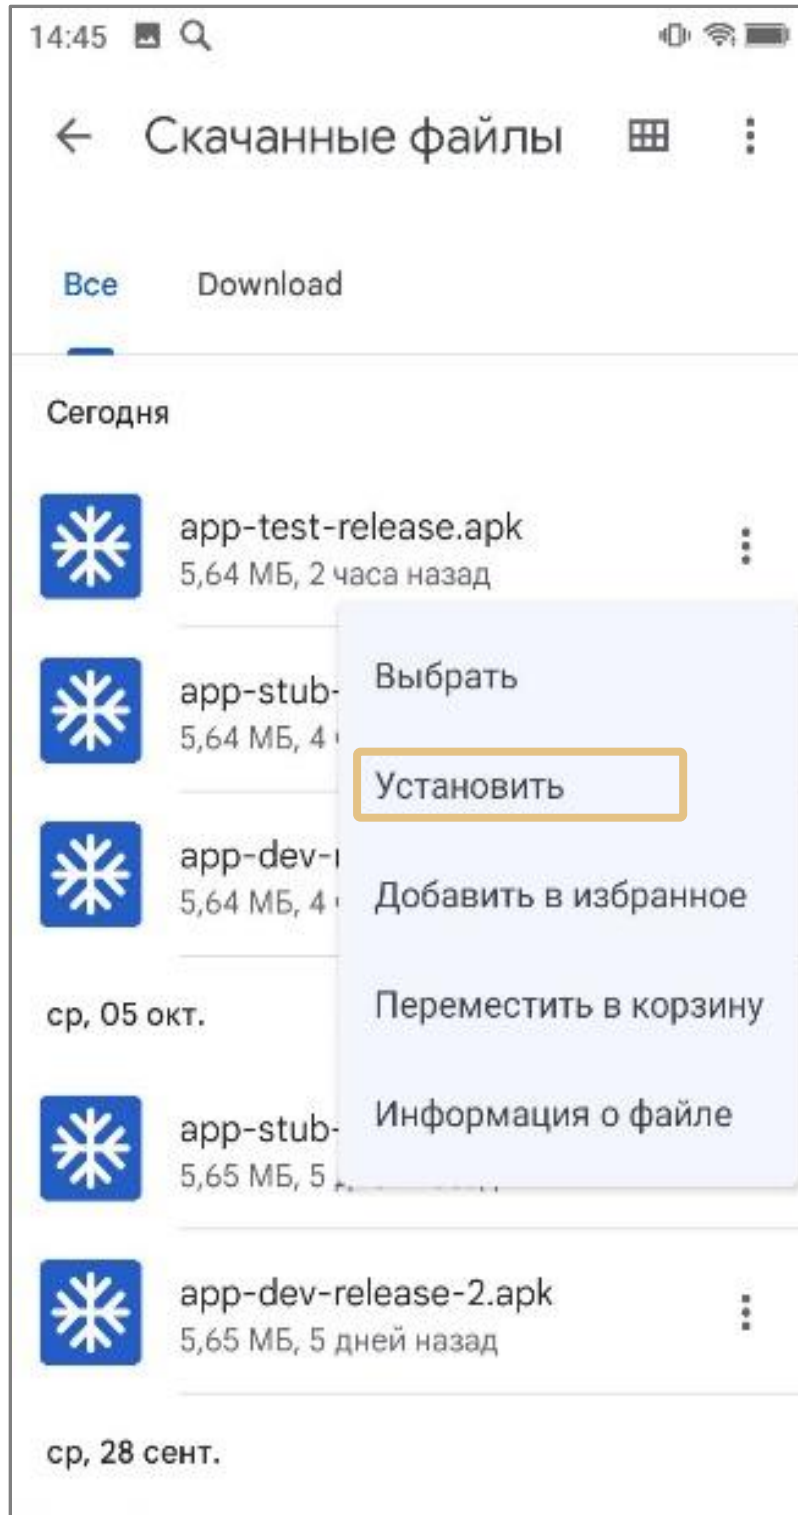 14:45
Скачанные файлы
Все Download
Сегодня
app-test-release.apk
5,64 МБ, 2 часа назад
Выбрать
app-stub-
5,64 МБ, 4
Установить
app-dev-
5,64 МБ, 4
Добавить в избранное
ср, 05 окт.
Переместить в корзину
app-stub-
Информация о файле
5,65 МБ, 5
app-dev-release-2.apk
5,65 МБ, 5 дней назад
ср, 28 сент.